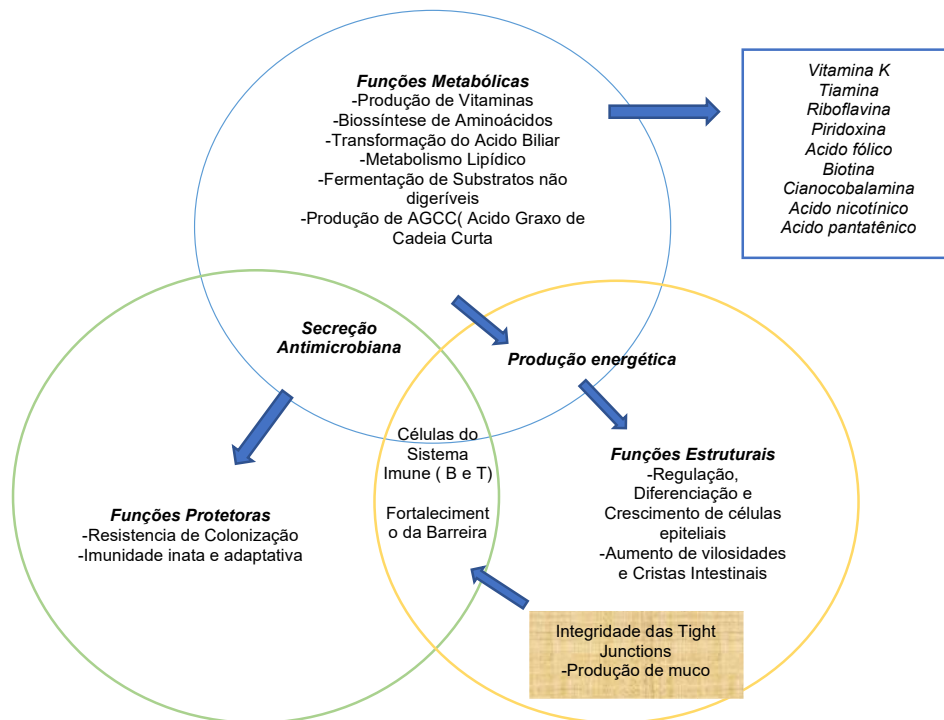 Funções Metabólicas
-Produção de Vitaminas
-Biossíntese de Aminoácidos
-Transformação do Acido Biliar
-Metabolismo Lipídico
-Fermentação de Substratos não
digeríveis
-Produção de AGCC( Acido Graxo de
Cadeia Curta
Vitamina K
Tiamina
Riboflavina
Piridoxina
Acido fólico
Biotina
Cianocobalamina
Acido nicotínico
Acido pantatênico
Secreção
Antimicrobiana
Produção energética
Células do
Sistema
Imune ( B e T)
Fortaleciment
o da Barreira
Funções Protetoras
-Resistencia de Colonização
-Imunidade inata e adaptativa
Funções Estruturais
-Regulação,
Diferenciação e
Crescimento de células
epiteliais
-Aumento de vilosidades
e Cristas Intestinais
Integridade das Tight
Junctions
-Produção de muco